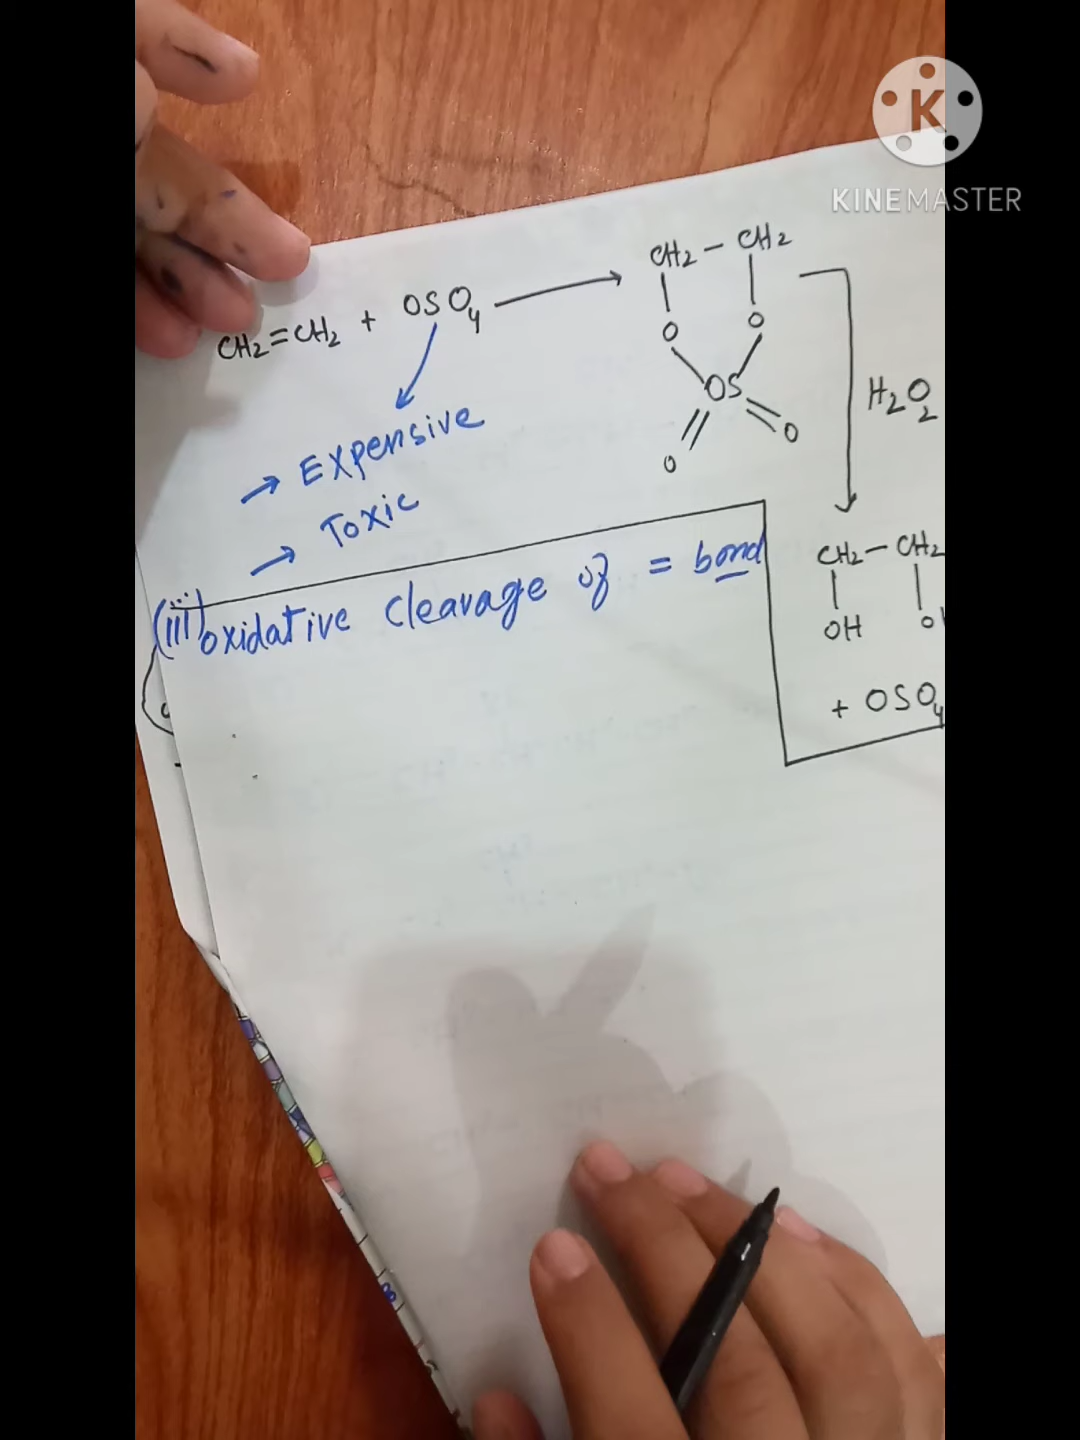 K
KINEMASTER
CH2=CH2 + OSO4 →
CH2 - CH2
O O
OS
O O
H2O2
→ Expensive
→ Toxic
CH2 - CH2
OH O
+ OSO4
(iii) oxidative cleavage of = bond